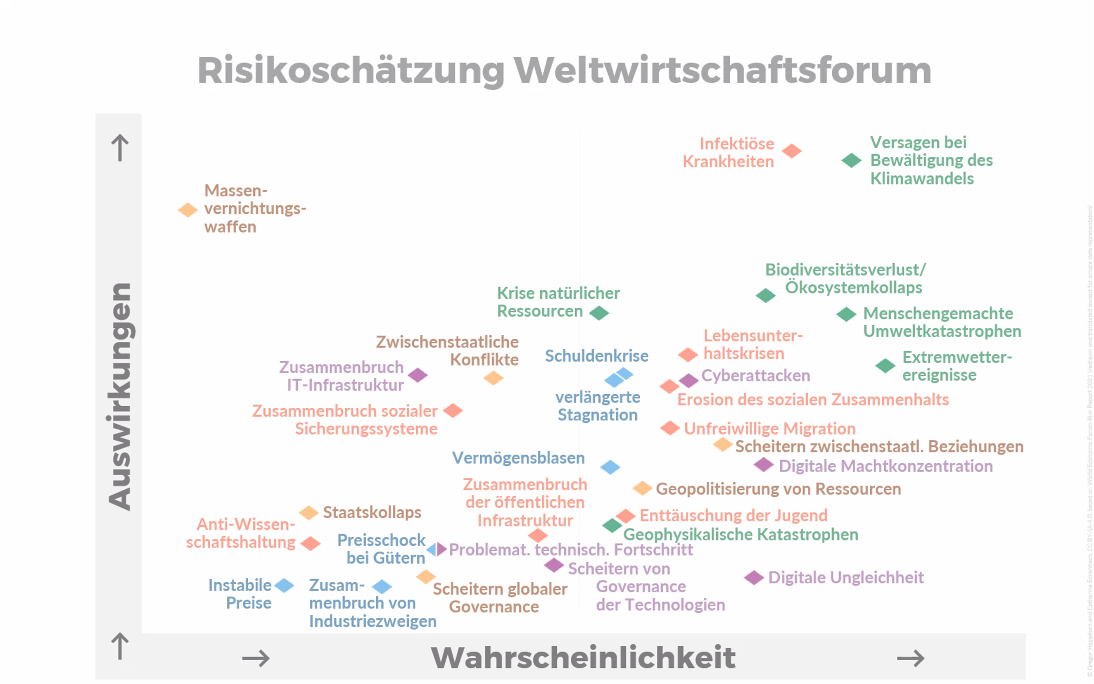 Risikoschätzung Weltwirtschaftsforum
Auswirkungen
Infektiöse
Krankheiten
Versagen bei
Bewältigung des
Klimawandels
Massen-
vernichtungs-
waffen
Biodiversitätsverlust/
Ökosystemkollaps
Krise natürlicher
Ressourcen
Menschengemachte
Umweltkatastrophen
Zwischenstaatliche
Konflikte
Lebensunter-
haltskrisen
Schuldenkrise
Extremwetter-
ereignisse
Zusammenbruch
IT-Infrastruktur
Cyberattacken
verlängerte
Stagnation
Erosion des sozialen Zusammenhalts
Zusammenbruch sozialer
Sicherungssysteme
Unfreiwillige Migration
Scheitern zwischenstaatl. Beziehungen
Vermögensblasen
Digitale Machtkonzentration
Zusammenbruch
der öffentlichen
Infrastruktur
Geopolitisierung von Ressourcen
Staatskollaps
Enttäuschung der Jugend
Anti-Wissen-
schaftshaltung
Geophysikalische Katastrophen
Preisschock
bei Gütern
Problemat. technisch. Fortschritt
Scheitern von
Governance
der Technologien
Digitale Ungleichheit
Instabile
Preise
Zusam-
menbruch von
Industriezweigen
Scheitern globaler
Governance
→ Wahrscheinlichkeit →